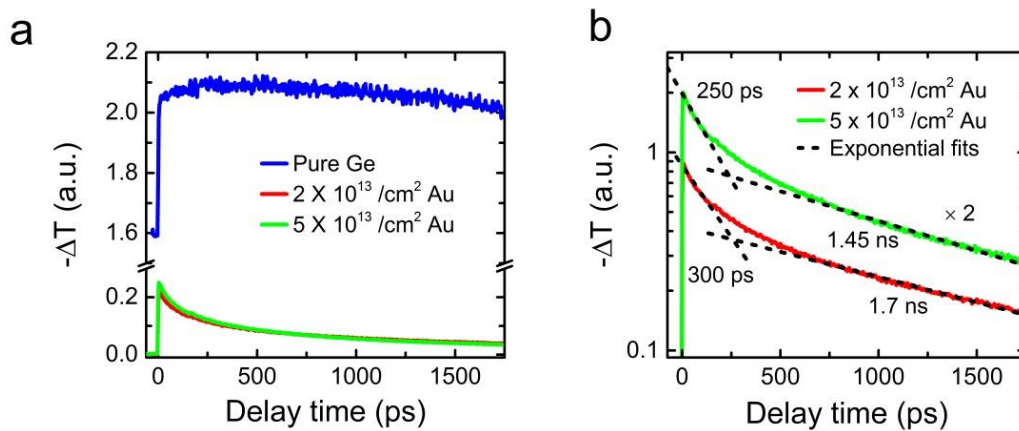 a
2.2
2.0
1.8
1.6
0.2
0.0
-ΔT (a.u.)
Pure Ge
2 X 10¹³ /cm² Au
5 X 10¹³ /cm² Au
0 500 1000 1500
Delay time (ps)
b
1
0.1
-ΔT (a.u.)
250 ps
2 x 10¹³ /cm² Au
5 x 10¹³ /cm² Au
Exponential fits
× 2
1.45 ns
300 ps
1.7 ns
0 500 1000 1500
Delay time (ps)